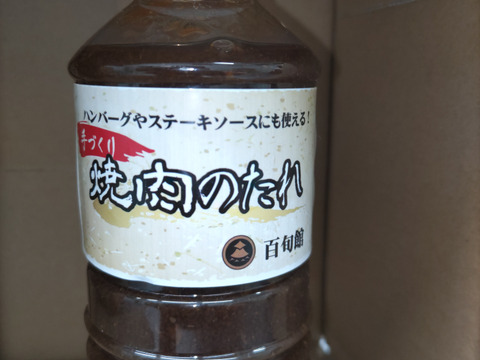 ハンバーグやステーキソースにも使える!
手づくり
焼肉のたれ
百旬館